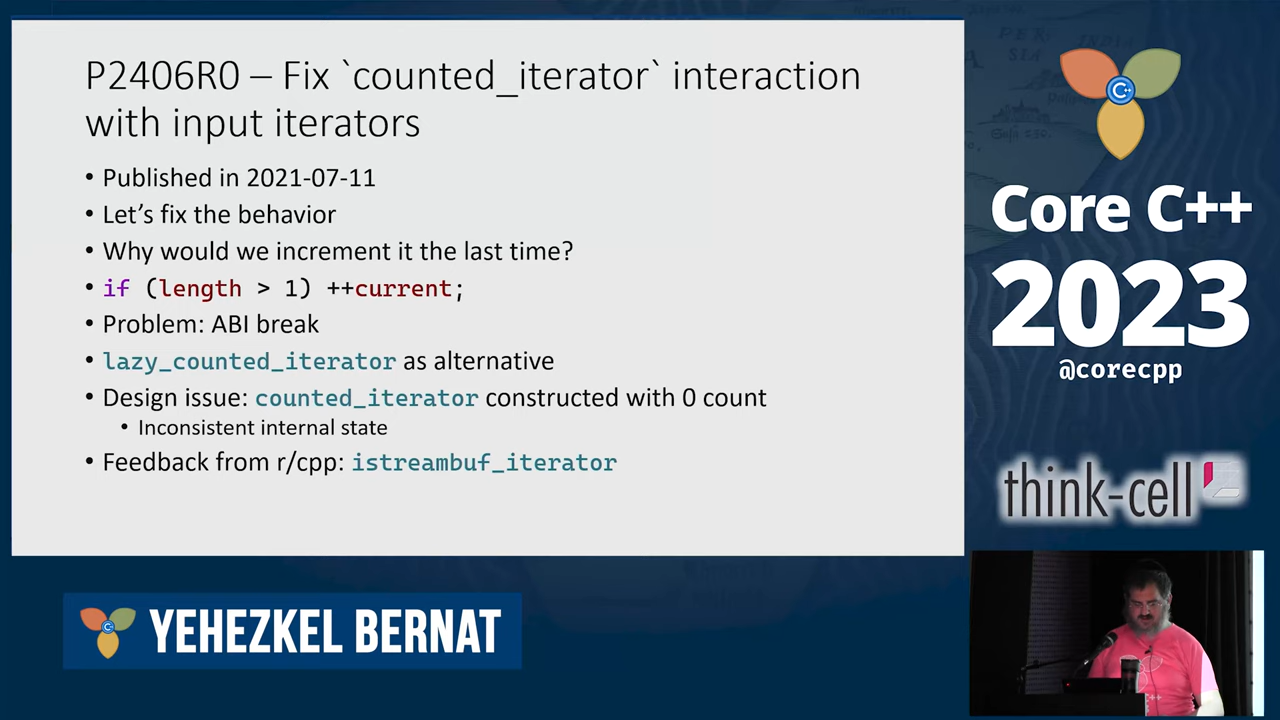 P2406R0 – Fix `counted_iterator` interaction
with input iterators
• Published in 2021-07-11
• Let’s fix the behavior
• Why would we increment it the last time?
• if (length > 1) ++current;
• Problem: ABI break
• lazy_counted_iterator as alternative
• Design issue: counted_iterator constructed with 0 count
• Inconsistent internal state
• Feedback from r/cpp: istreambuf_iterator
C++
Core C++
2023
@corecpp
think-cell
YEHEZKEL BERNAT